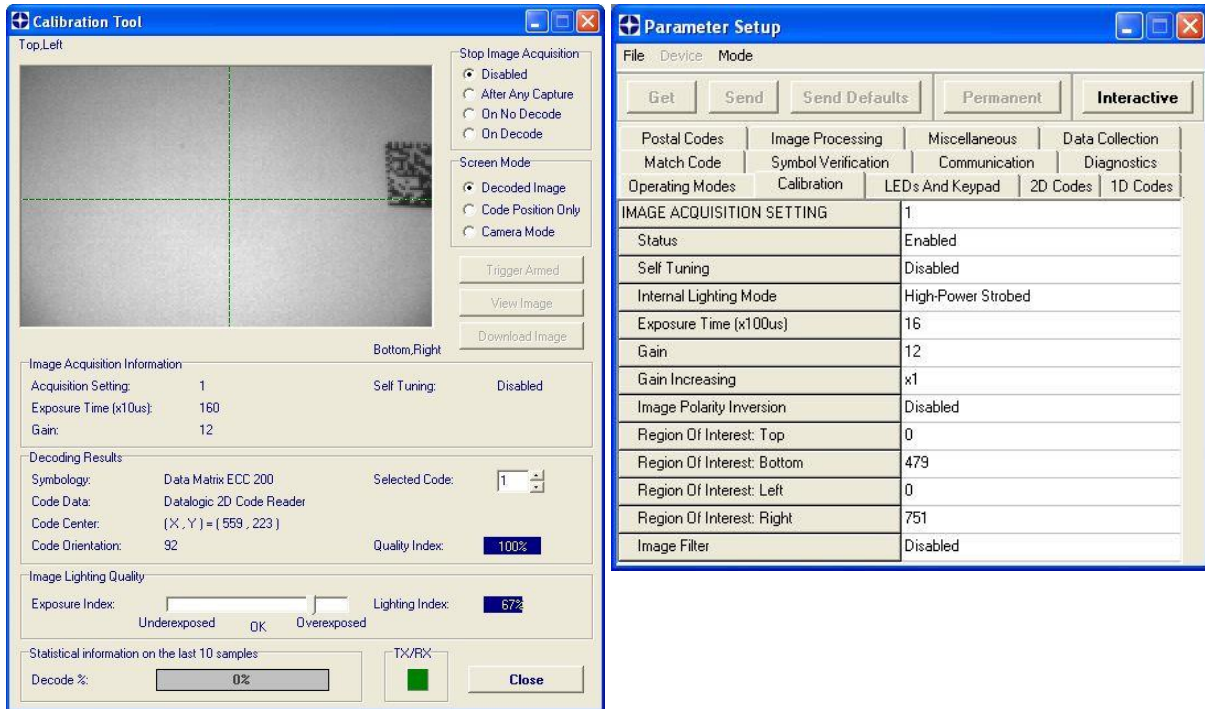 Calibration Tool
Top,Left
Stop Image Acquisition
Disabled
After Any Capture
On No Decode
On Decode
Screen Mode
Decoded Image
Code Position Only
Camera Mode
Trigger Armed
View Image
Download Image
Bottom,Right
Image Acquisition Information
Acquisition Setting: 1 Self Tuning: Disabled
Exposure Time (x10us): 160
Gain: 12
Decoding Results
Symbology: Data Matrix ECC 200 Selected Code: 1
Code Data: Datalogic 2D Code Reader
Code Center: ( X , Y ) = ( 559 , 223 )
Code Orientation: 92 Quality Index: 100%
Image Lighting Quality
Exposure Index: Lighting Index: 67%
Underexposed OK Overexposed
Statistical information on the last 10 samples
TX/RX
Decode %: 0% Close
Parameter Setup
File Device Mode
Get Send Send Defaults Permanent Interactive
Postal Codes Image Processing Miscellaneous Data Collection
Match Code Symbol Verification Communication Diagnostics
Operating Modes Calibration LEDs And Keypad 2D Codes 1D Codes
IMAGE ACQUISITION SETTING 1
Status Enabled
Self Tuning Disabled
Internal Lighting Mode High-Power Strobed
Exposure Time (x100us) 16
Gain 12
Gain Increasing x1
Image Polarity Inversion Disabled
Region Of Interest: Top 0
Region Of Interest: Bottom 479
Region Of Interest: Left 0
Region Of Interest: Right 751
Image Filter Disabled